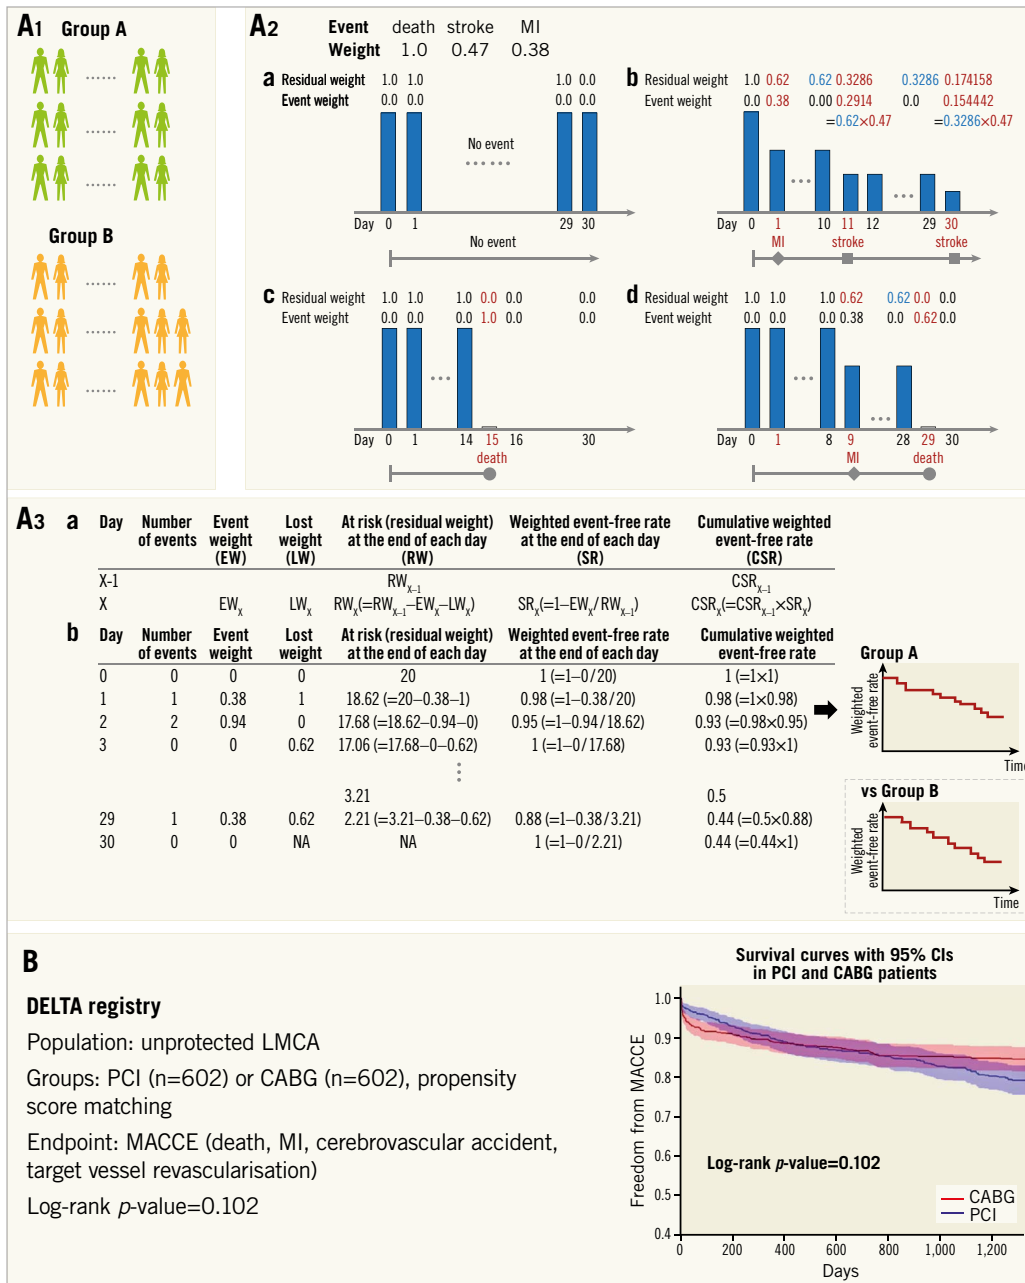 A1 Group A
......
......
......
Group B
......
......
......
A2
Event death stroke MI
Weight 1.0 0.47 0.38
a
Residual weight 1.0 1.0 1.0 0.0
Event weight 0.0 0.0 0.0 0.0
No event
......
Day 0 1 29 30
No event
b
Residual weight 1.0 0.62 0.62 0.3286 0.3286 0.174158
Event weight 0.0 0.38 0.00 0.2914 0.0 0.154442
=0.62×0.47 =0.3286×0.47
... ...
Day 0 1 10 11 12 29 30
MI stroke stroke
c
Residual weight 1.0 1.0 1.0 0.0 0.0 0.0
Event weight 0.0 0.0 0.0 1.0 0.0 0.0
...
Day 0 1 14 15 16 30
death
d
Residual weight 1.0 1.0 1.0 0.62 0.62 0.0 0.0
Event weight 0.0 0.0 0.0 0.38 0.0 0.62 0.0
... ...
Day 0 1 8 9 28 29 30
MI death
A3
a
Day Number Event Lost At risk (residual weight) Weighted event-free rate Cumulative weighted
of events weight weight at the end of each day at the end of each day event-free rate
(EW) (LW) (RW) (SR) (CSR)
X-1 RWx–1 CSRx–1
X EWx LWx RWx(=RWx–1–EWx–LWx) SRx(=1–EWx/RWx–1) CSRx(=CSRx–1×SRx)
b
Day Number Event Lost At risk (residual weight) Weighted event-free rate Cumulative weighted
of events weight weight at the end of each day at the end of each day event-free rate
0 0 0 0 20 1 (=1–0/20) 1 (=1×1)
1 1 0.38 1 18.62 (=20–0.38–1) 0.98 (=1–0.38/20) 0.98 (=1×0.98)
2 2 0.94 0 17.68 (=18.62–0.94–0) 0.95 (=1–0.94/18.62) 0.93 (=0.98×0.95)
3 0 0 0.62 17.06 (=17.68–0–0.62) 1 (=1–0/17.68) 0.93 (=0.93×1)
3.21 0.5
29 1 0.38 0.62 2.21 (=3.21–0.38–0.62) 0.88 (=1–0.38/3.21) 0.44 (=0.5×0.88)
30 0 0 NA NA 1 (=1–0/2.21) 0.44 (=0.44×1)
Group A
Weighted
event-free rate
Time
vs Group B
Weighted
event-free rate
Time
B
DELTA registry
Population: unprotected LMCA
Groups: PCI (n=602) or CABG (n=602), propensity
score matching
Endpoint: MACCE (death, MI, cerebrovascular accident,
target vessel revascularisation)
Log-rank p-value=0.102
Survival curves with 95% CIs
in PCI and CABG patients
Freedom from MACCE
1.0
0.9
0.8
0.7
0.6
0.5
0.4
Log-rank p-value=0.102
CABG
PCI
0 200 400 600 800 1,000 1,200
Days